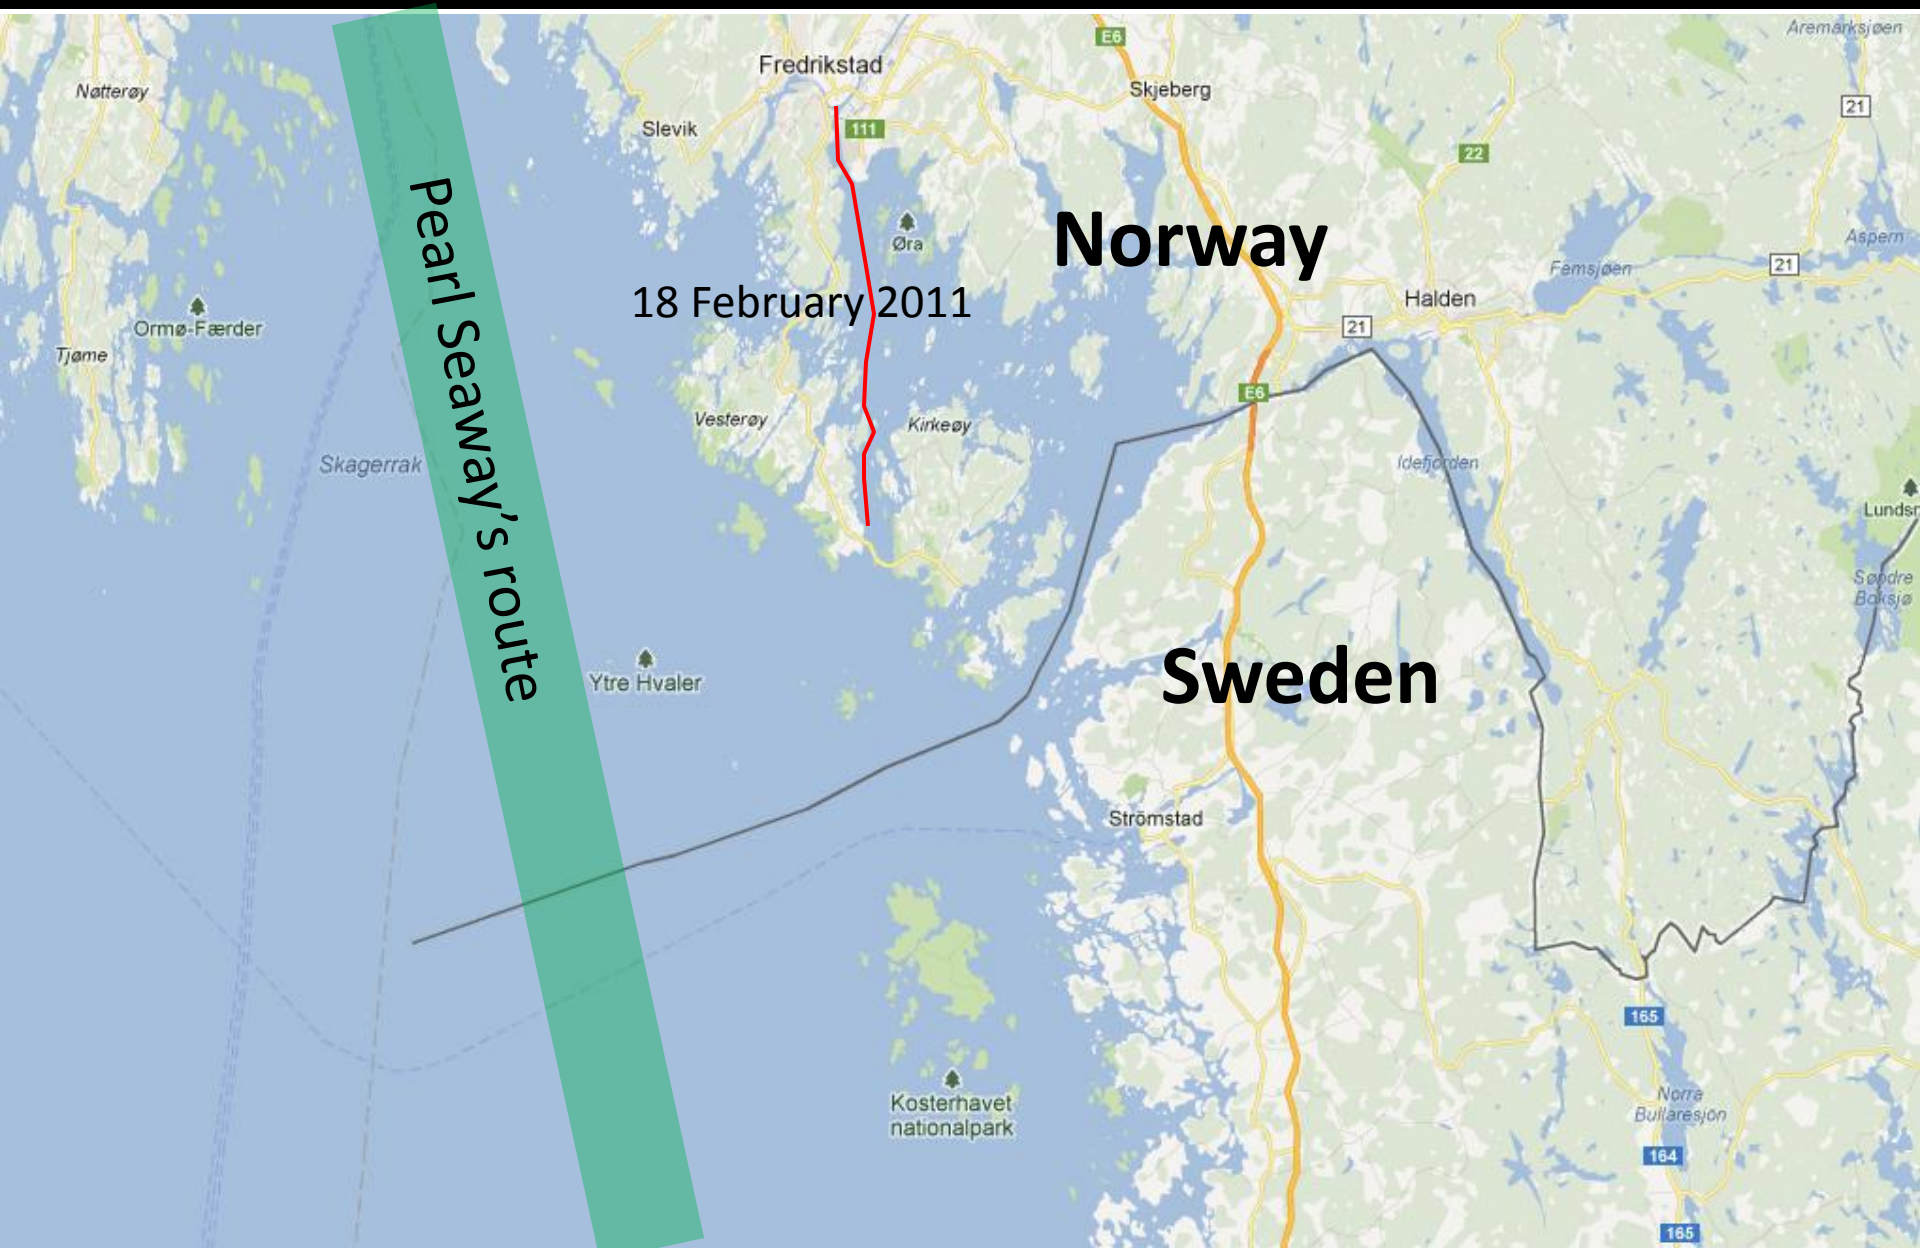 Aremarksjøen
E6
Fredrikstad
Skjeberg
Nøtterøy
21
Slevik
111
22
Pearl Seaway's route
Norway
Øra
Aspern
21
Femsjøen
18 February 2011
Halden
Ormø-Færder
21
Tjøme
E6
Vesterøy
Kirkeøy
Skagerrak
Idefjorden
Lundsn
Søndre
Boksjø
Ytre Hvaler
Sweden
Strömstad
165
Kosterhavet
nationalpark
Norra
Bullaresjön
164
165